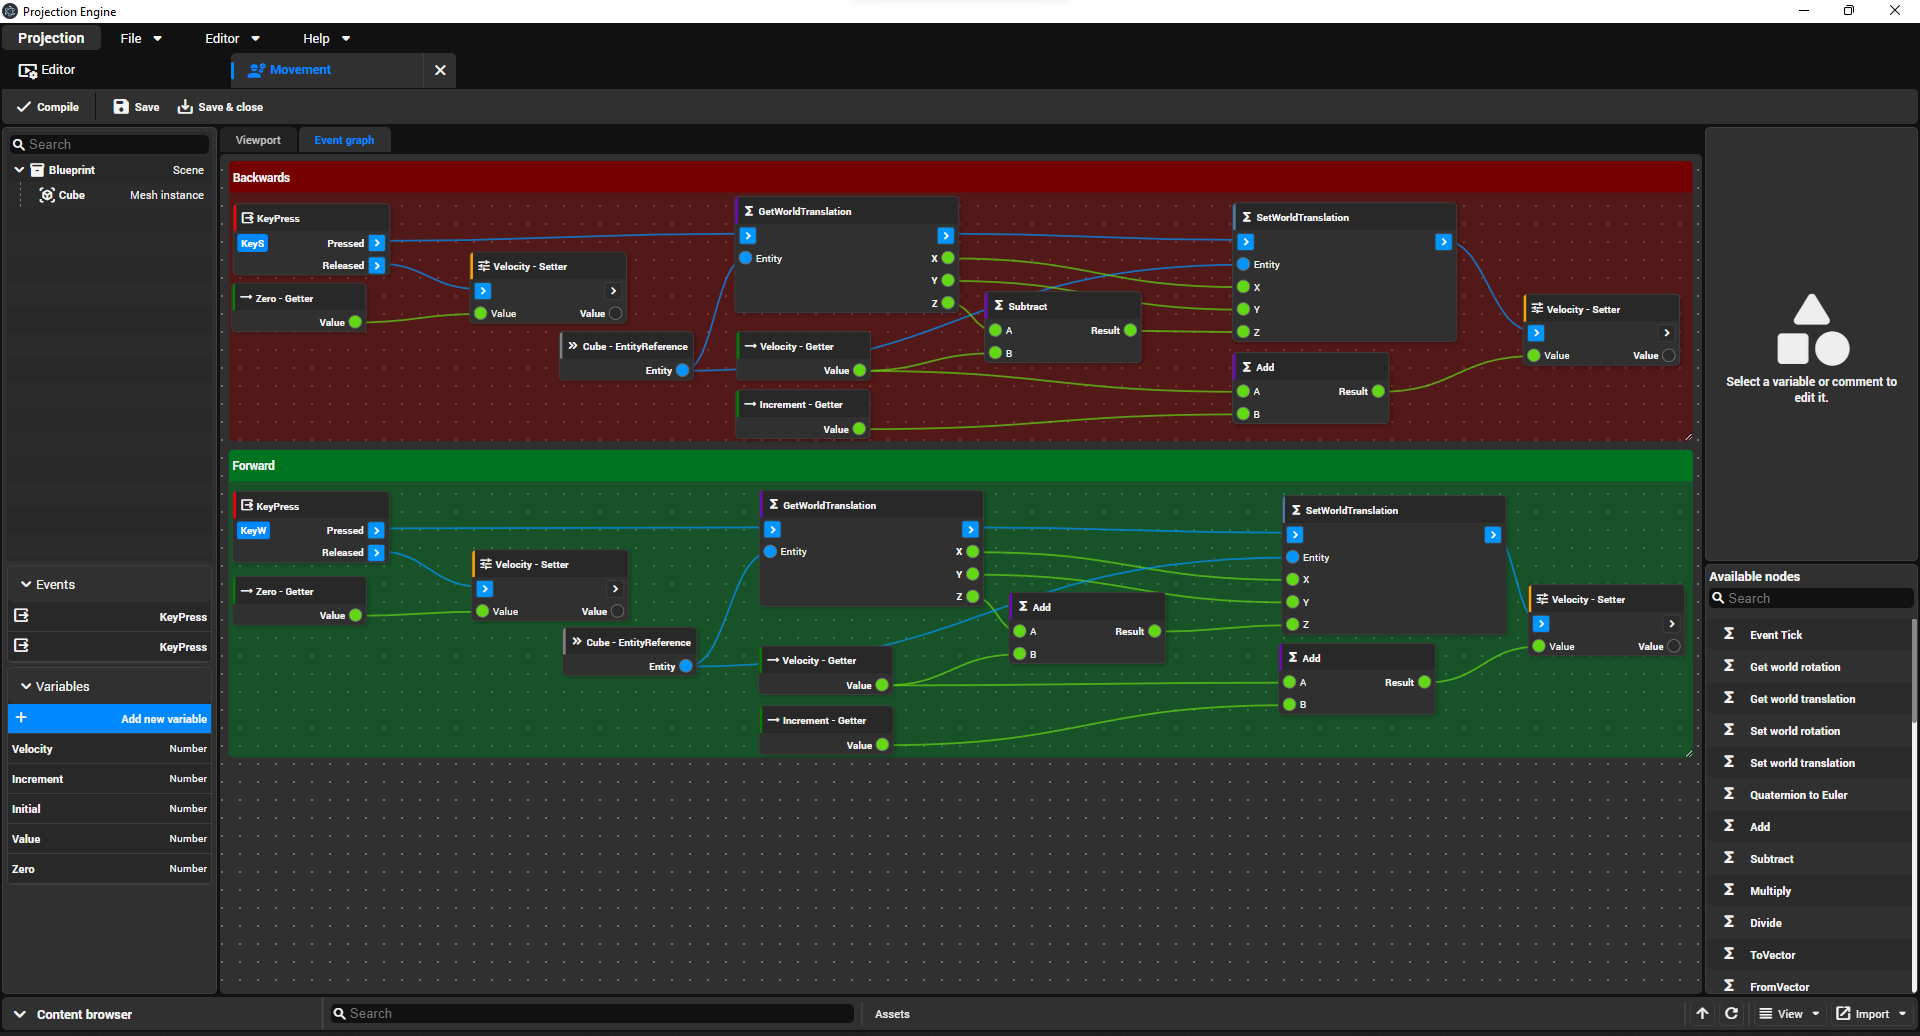 Projection Engine
Projection File Editor Help
Editor Movement
Compile Save Save & close
Search
Blueprint Scene
Cube Mesh instance
Events
KeyPress
KeyPress
Variables
Add new variable
Velocity Number
Increment Number
Initial Number
Value Number
Zero Number
Viewport Event graph
Backwards
KeyPress
KeyS Pressed
Released
Zero - Getter
Value
Velocity - Setter
Value Value
Cube - EntityReference
Entity
GetWorldTranslation
Entity X
Y
Z
Velocity - Getter
Value
Increment - Getter
Value
Subtract
A Result
B
SetWorldTranslation
Entity
X
Y
Z
Add
A Result
B
Velocity - Setter
Value Value
Forward
KeyPress
KeyW Pressed
Released
Zero - Getter
Value
Velocity - Setter
Value Value
Cube - EntityReference
Entity
GetWorldTranslation
Entity X
Y
Z
Velocity - Getter
Value
Increment - Getter
Value
Add
A Result
B
SetWorldTranslation
Entity
X
Y
Z
Add
A Result
B
Velocity - Setter
Value Value
Select a variable or comment to
edit it.
Available nodes
Search
Event Tick
Get world rotation
Get world translation
Set world rotation
Set world translation
Quaternion to Euler
Add
Subtract
Multiply
Divide
ToVector
FromVector
Content browser Search Assets View Import